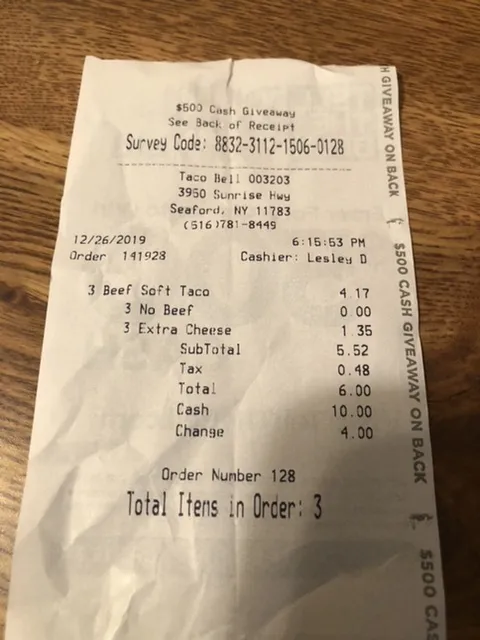 $500 Cash Giveaway
See Back of Receipt
Survey Code: 8832-3112-1506-0128
Taco Bell 003203
3950 Sunrise Hwy
Seaford, NY 11783
(516)781-8449
12/26/2019 6:15:53 PM
Order 141928 Cashier: Lesley D
3 Beef Soft Taco 4.17
3 No Beef 0.00
3 Extra Cheese 1.35
SubTotal 5.52
Tax 0.48
Total 6.00
Cash 10.00
Change 4.00
Order Number 128
Total Items in Order: 3
H GIVEAWAY ON BACK
$500 CASH GIVEAWAY ON BACK
$500 CA